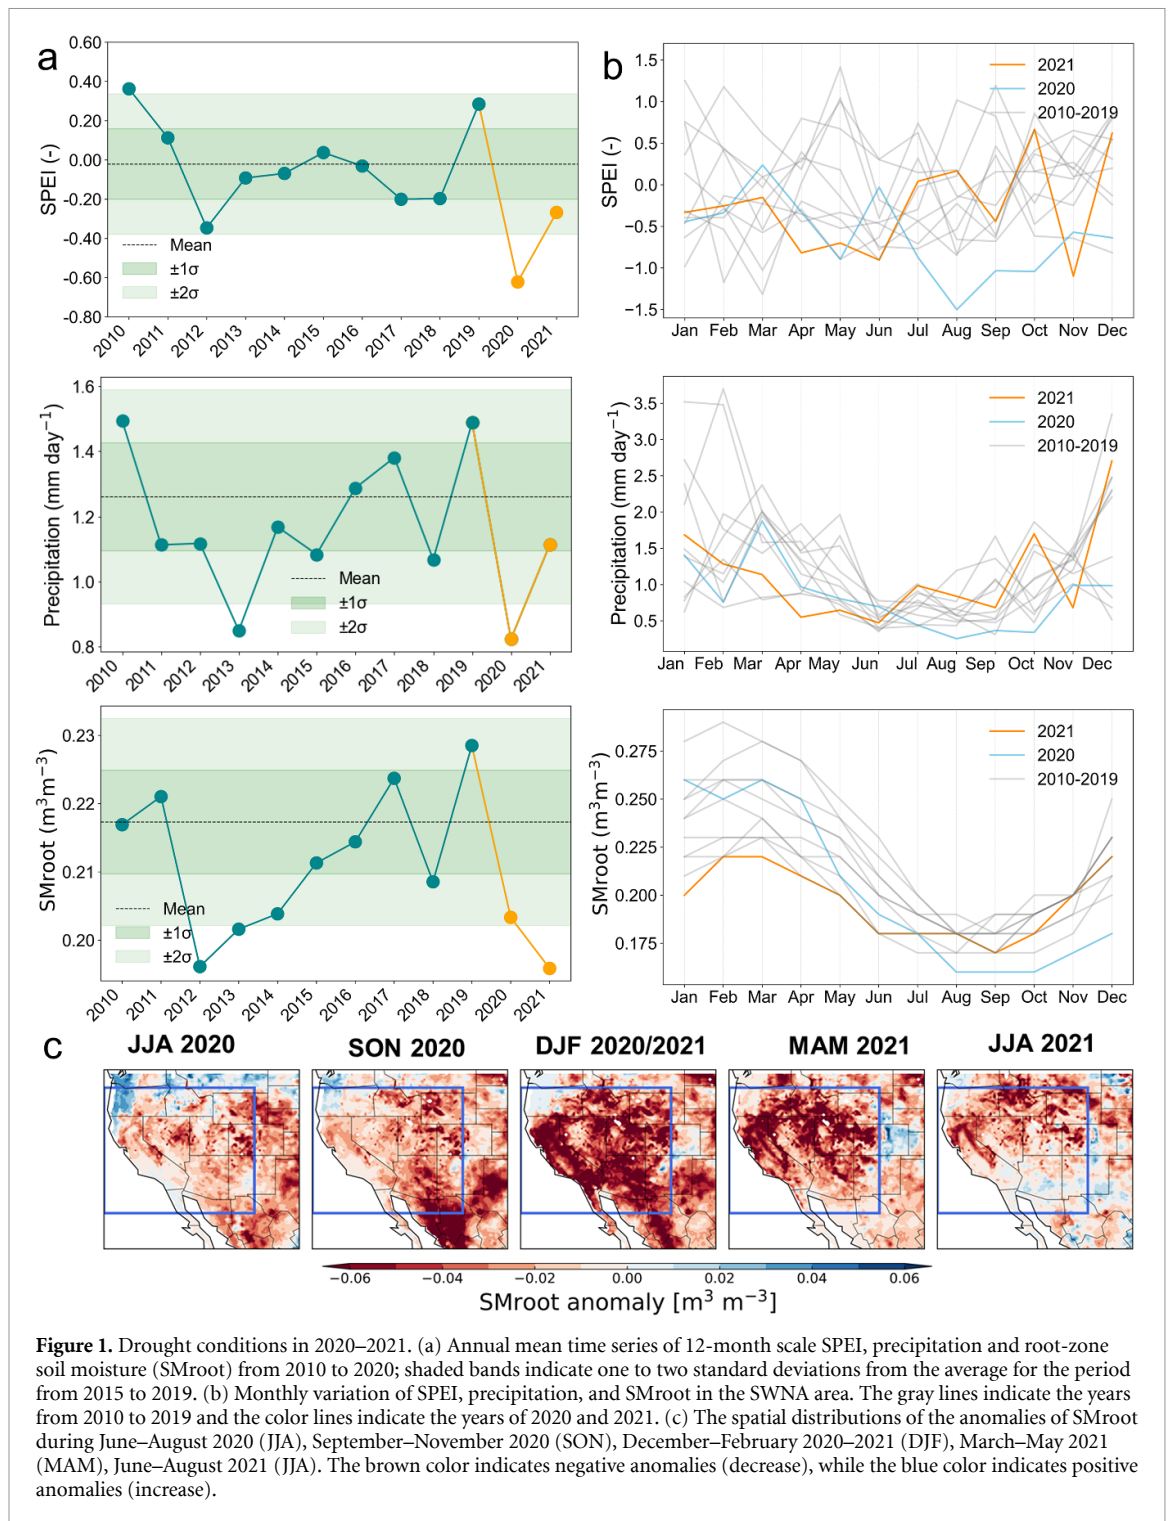 a
0.60
0.40
0.20
0.00
-0.20
-0.40
-0.60
-0.80
SPEI (-)
Mean
±1σ
±2σ
2010
2011
2012
2013
2014
2015
2016
2017
2018
2019
2020
2021
b
1.5
1.0
0.5
0.0
−0.5
−1.0
−1.5
SPEI (-)
2021
2020
2010-2019
Jan Feb Mar Apr May Jun Jul Aug Sep Oct Nov Dec
1.6
1.4
1.2
1.0
0.8
Precipitation (mm day−1)
Mean
±1σ
±2σ
2010
2011
2012
2013
2014
2015
2016
2017
2018
2019
2020
2021
3.5
3.0
2.5
2.0
1.5
1.0
0.5
Precipitation (mm day−1)
2021
2020
2010-2019
Jan Feb Mar Apr May Jun Jul Aug Sep Oct Nov Dec
0.23
0.22
0.21
0.20
SMroot (m3m−3)
Mean
±1σ
±2σ
2010
2011
2012
2013
2014
2015
2016
2017
2018
2019
2020
2021
0.275
0.250
0.225
0.200
0.175
SMroot (m3m−3)
2021
2020
2010-2019
Jan Feb Mar Apr May Jun Jul Aug Sep Oct Nov Dec
c
JJA 2020
SON 2020
DJF 2020/2021
MAM 2021
JJA 2021
−0.06 −0.04 −0.02 0.00 0.02 0.04 0.06
SMroot anomaly [m3 m−3]
Figure 1. Drought conditions in 2020–2021. (a) Annual mean time series of 12-month scale SPEI, precipitation and root-zone
soil moisture (SMroot) from 2010 to 2020; shaded bands indicate one to two standard deviations from the average for the period
from 2015 to 2019. (b) Monthly variation of SPEI, precipitation, and SMroot in the SWNA area. The gray lines indicate the years
from 2010 to 2019 and the color lines indicate the years of 2020 and 2021. (c) The spatial distributions of the anomalies of SMroot
during June–August 2020 (JJA), September–November 2020 (SON), December–February 2020–2021 (DJF), March–May 2021
(MAM), June–August 2021 (JJA). The brown color indicates negative anomalies (decrease), while the blue color indicates positive
anomalies (increase).